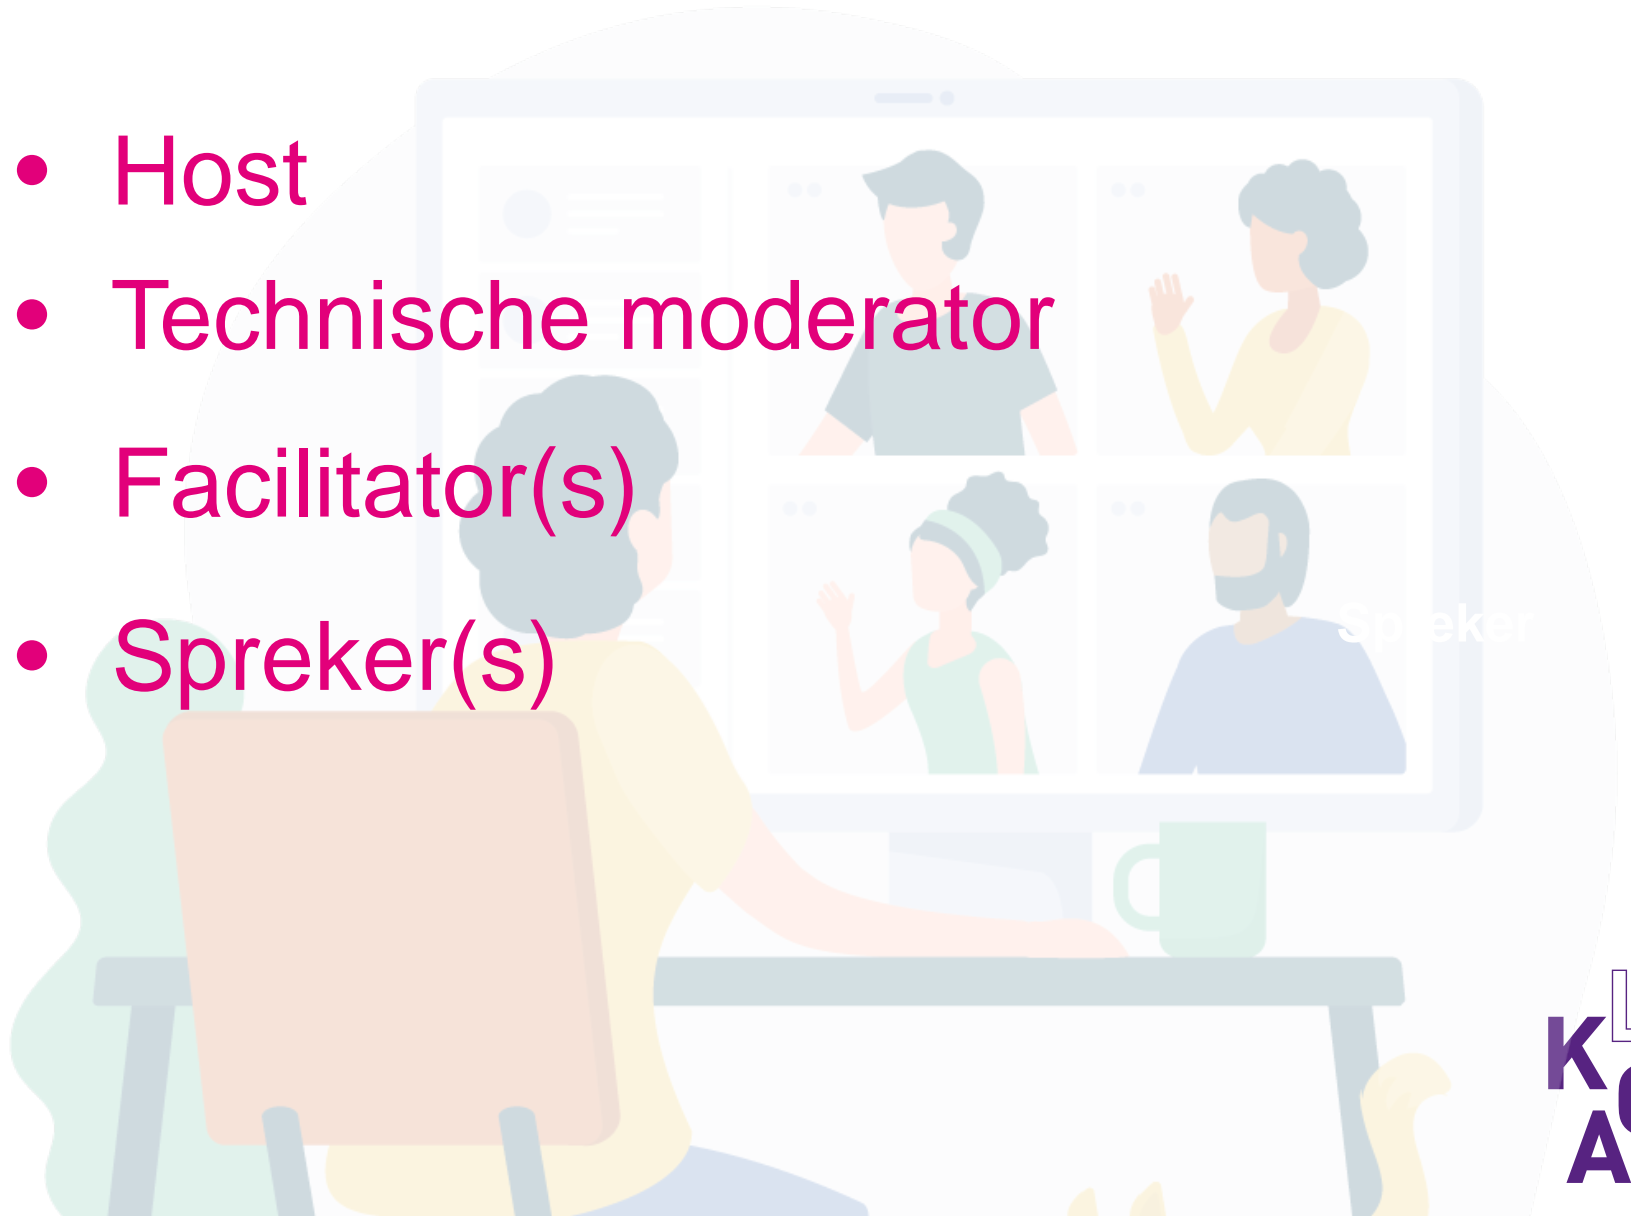 • Host
• Technische moderator
• Facilitator(s)
• Spreker(s)
Spreker
K
A